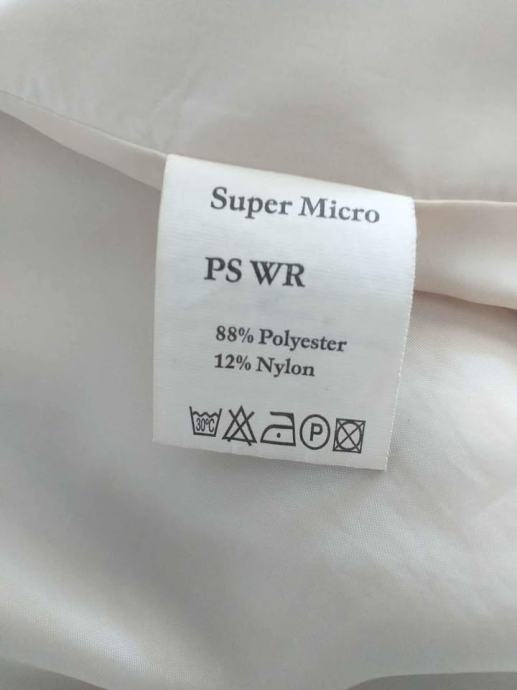 Super Micro
PS WR
88% Polyester
12% Nylon
30°C P